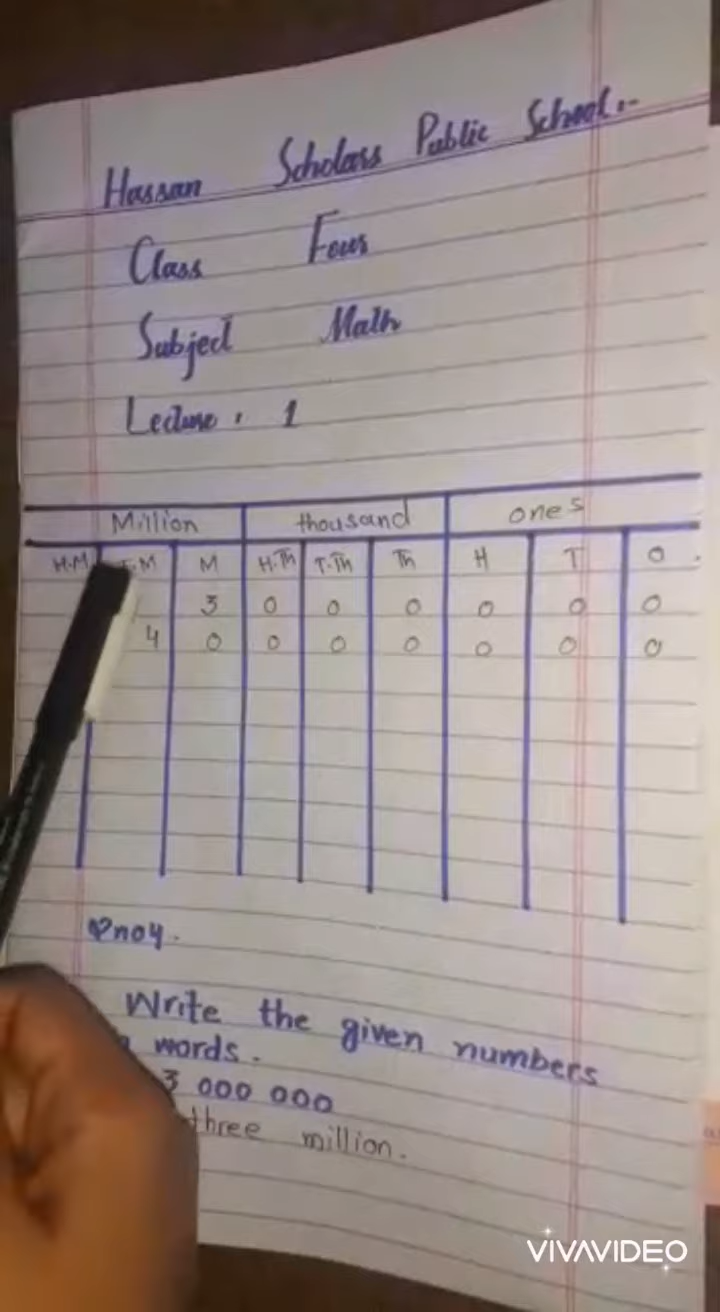 Hassan Scholars Public School.
Class Four
Subject Math
Lecture . 1
Million thousand ones
H.M T.M M H.Th T.Th Th H T O
3 0 0 0 0 0 0
4 0 0 0 0 0 0 0
Q no 4.
Write the given numbers
words.
3 000 000
three million.
VIVAVIDEO